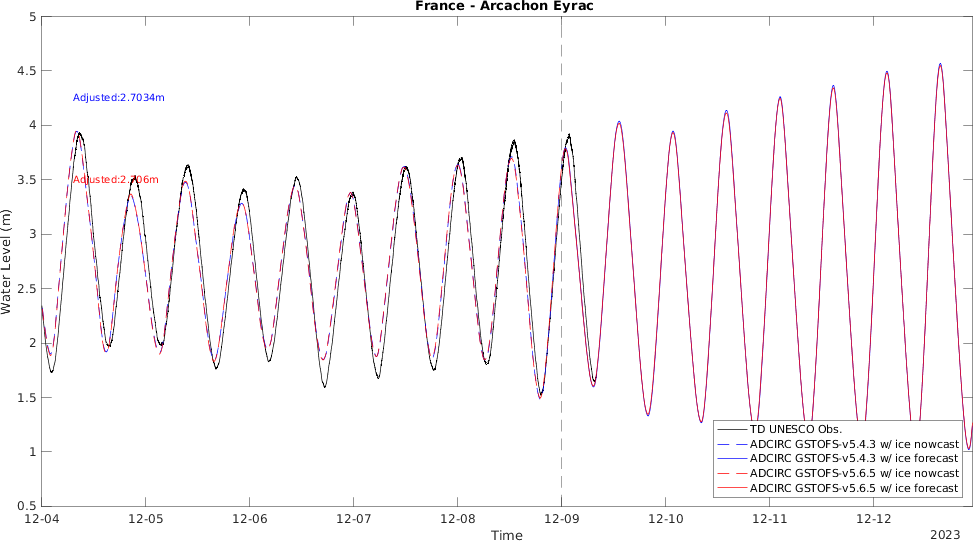 France - Arcachon Eyrac
5
4.5
4
3.5
3
2.5
2
1.5
1
0.5
Water Level (m)
Adjusted:2.7034m
Adjusted:2.706m
TD UNESCO Obs.
ADCIRC GSTOFS-v5.4.3 w/ ice nowcast
ADCIRC GSTOFS-v5.4.3 w/ ice forecast
ADCIRC GSTOFS-v5.6.5 w/ ice nowcast
ADCIRC GSTOFS-v5.6.5 w/ ice forecast
12-04 12-05 12-06 12-07 12-08 12-09 12-10 12-11 12-12
Time
2023